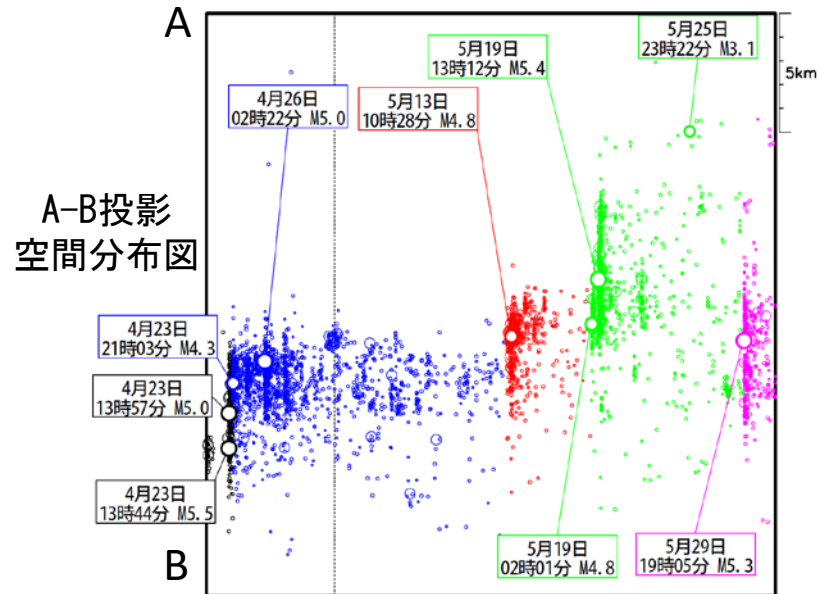 A
5月25日
23時22分 M3.1
5月19日
13時12分 M5.4
5km
4月26日
02時22分 M5.0
5月13日
10時28分 M4.8
A-B投影
空間分布図
4月23日
21時03分 M4.3
4月23日
13時57分 M5.0
4月23日
13時44分 M5.5
5月19日
02時01分 M4.8
5月29日
19時05分 M5.3
B